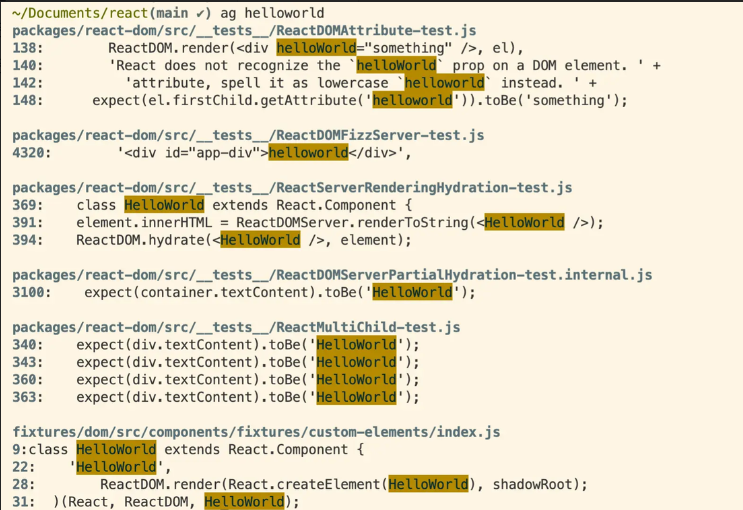 ~/Documents/react(main ✔) ag helloworld
packages/react-dom/src/__tests__/ReactDOMAttribute-test.js
138:        ReactDOM.render(<div helloWorld="something" />, el),
140:        'React does not recognize the `helloWorld` prop on a DOM element. ' +
142:          'attribute, spell it as lowercase `helloworld` instead. ' +
148:      expect(el.firstChild.getAttribute('helloworld')).toBe('something');

packages/react-dom/src/__tests__/ReactDOMFizzServer-test.js
4320:        '<div id="app-div">helloworld</div>',

packages/react-dom/src/__tests__/ReactServerRenderingHydration-test.js
369:    class HelloWorld extends React.Component {
391:    element.innerHTML = ReactDOMServer.renderToString(<HelloWorld />);
394:    ReactDOM.hydrate(<HelloWorld />, element);

packages/react-dom/src/__tests__/ReactDOMServerPartialHydration-test.internal.js
3100:    expect(container.textContent).toBe('HelloWorld');

packages/react-dom/src/__tests__/ReactMultiChild-test.js
340:    expect(div.textContent).toBe('HelloWorld');
343:    expect(div.textContent).toBe('HelloWorld');
360:    expect(div.textContent).toBe('HelloWorld');
363:    expect(div.textContent).toBe('HelloWorld');

fixtures/dom/src/components/fixtures/custom-elements/index.js
9:class HelloWorld extends React.Component {
22:   'HelloWorld',
28:       ReactDOM.render(React.createElement(HelloWorld), shadowRoot);
31: )(React, ReactDOM, HelloWorld);